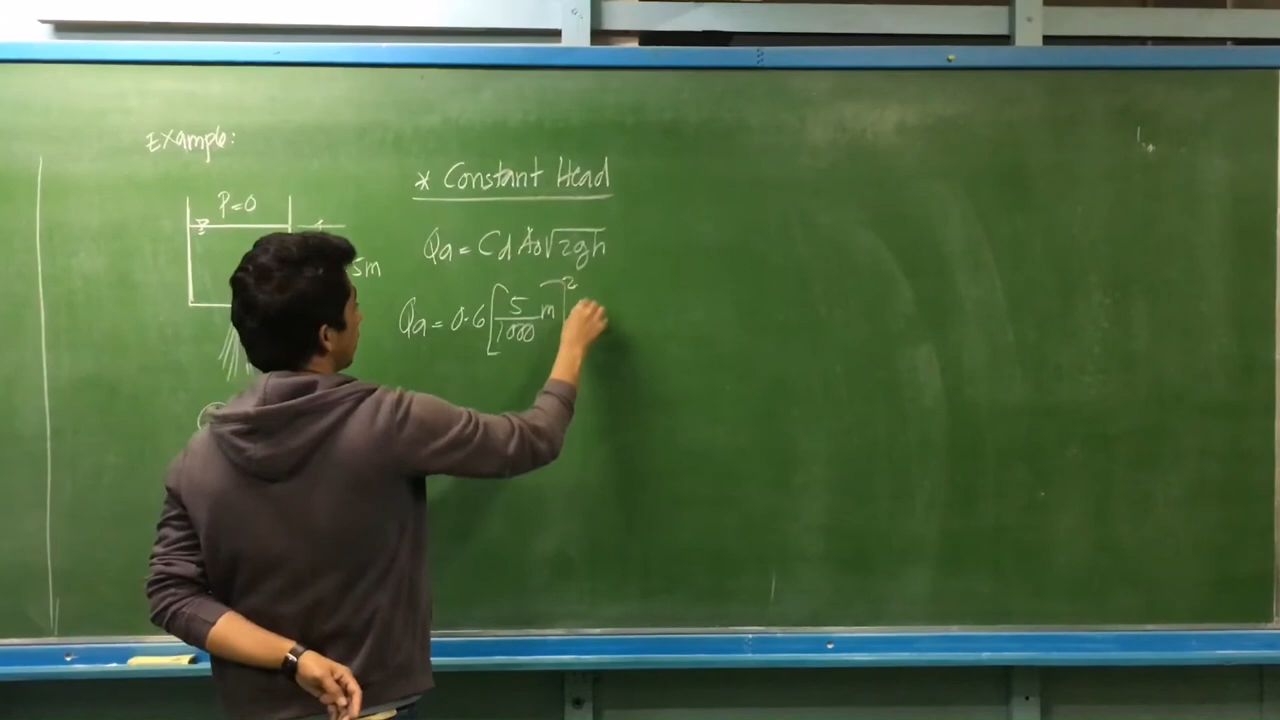 Example:
* Constant Head
P=0
Qa = Cd Ao √2gh
5m
Qa = 0.6 [5/1000 m]²